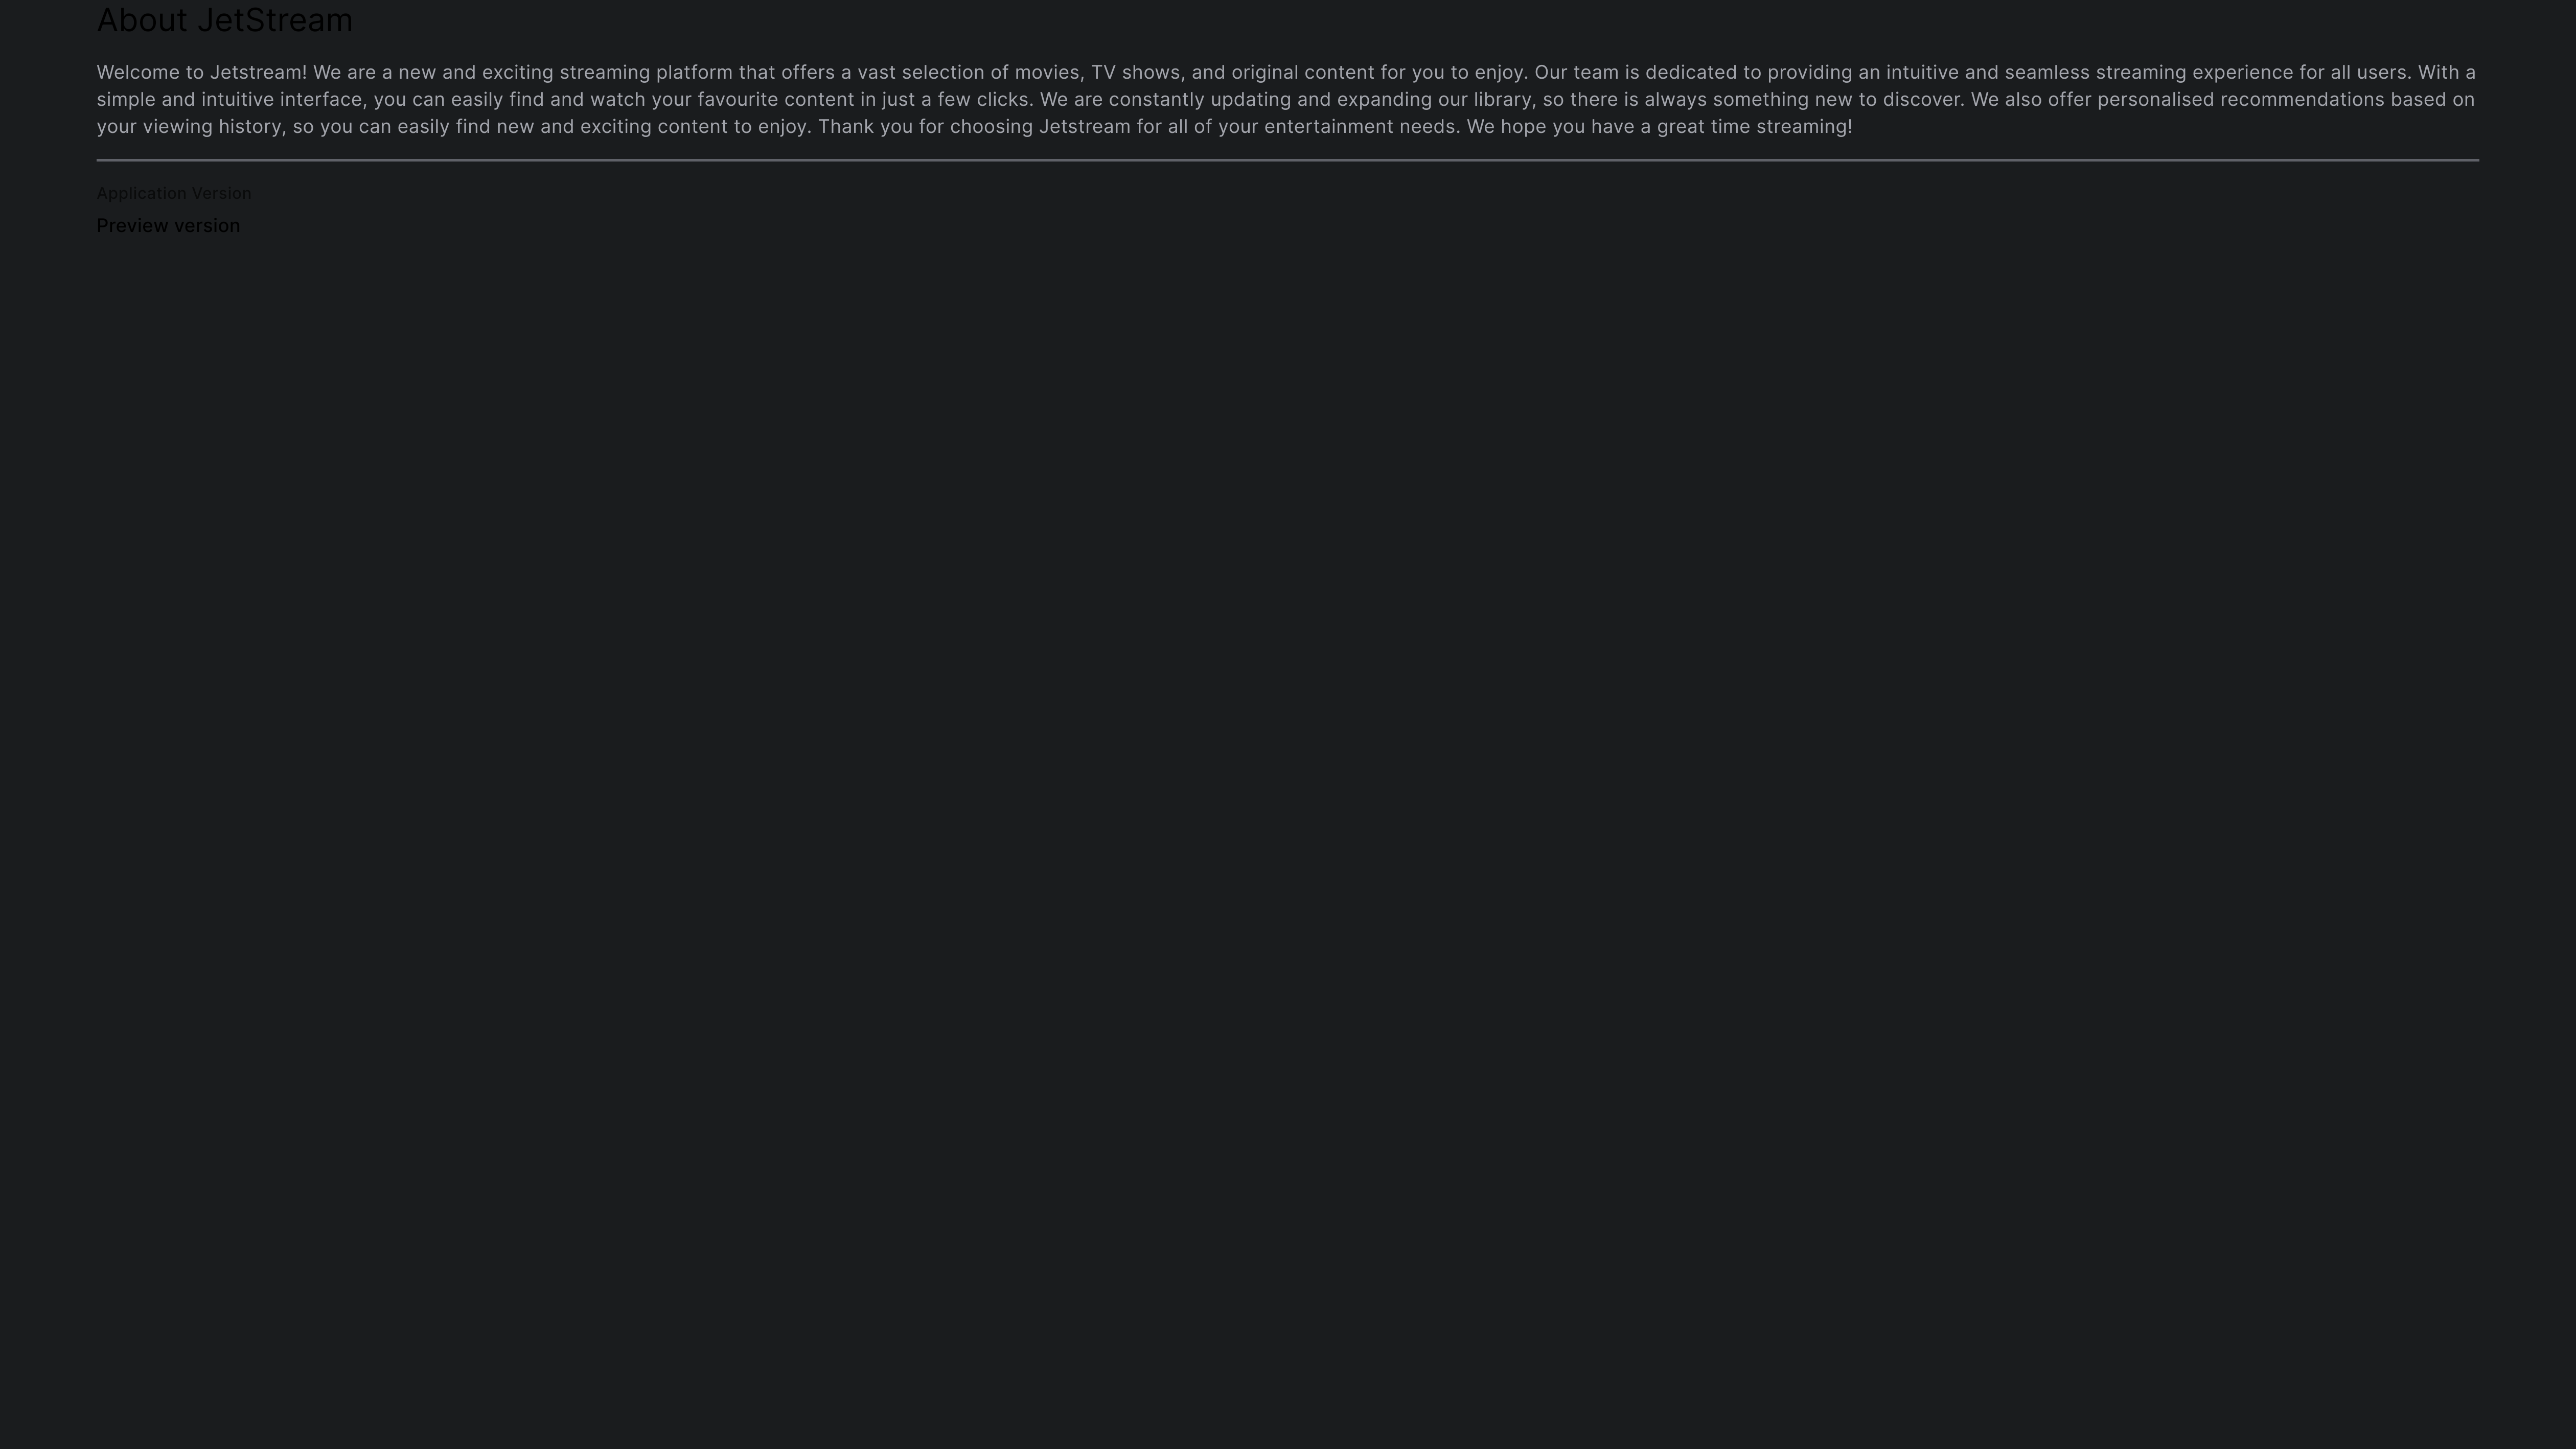 About JetStream
Welcome to Jetstream! We are a new and exciting streaming platform that offers a vast selection of movies, TV shows, and original content for you to enjoy. Our team is dedicated to providing an intuitive and seamless streaming experience for all users. With a
simple and intuitive interface, you can easily find and watch your favourite content in just a few clicks. We are constantly updating and expanding our library, so there is always something new to discover. We also offer personalised recommendations based on
your viewing history, so you can easily find new and exciting content to enjoy. Thank you for choosing Jetstream for all of your entertainment needs. We hope you have a great time streaming!
Application Version
Preview version